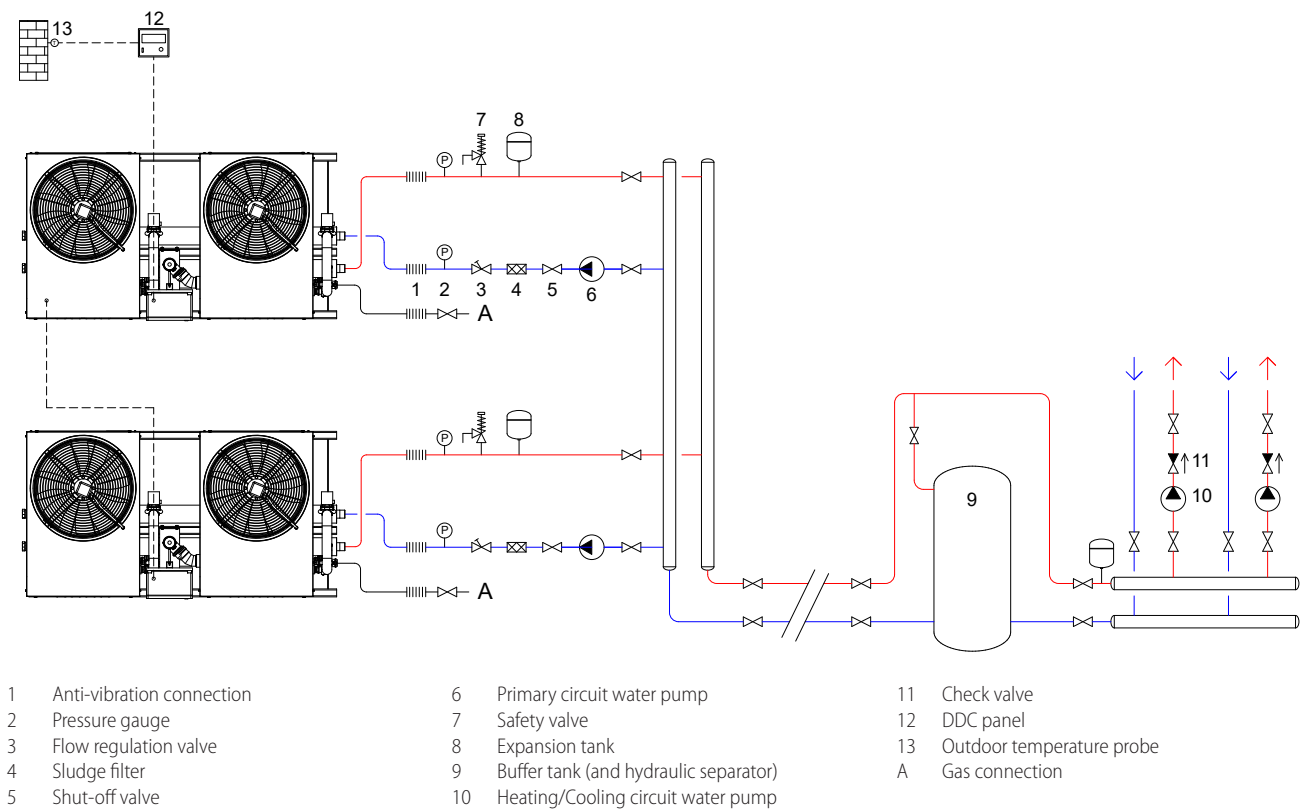 13
12
7
8
P
P
1
2
3
4
5
6
A
P
P
A
9
11
10
1 Anti-vibration connection
2 Pressure gauge
3 Flow regulation valve
4 Sludge filter
5 Shut-off valve
6 Primary circuit water pump
7 Safety valve
8 Expansion tank
9 Buffer tank (and hydraulic separator)
10 Heating/Cooling circuit water pump
11 Check valve
12 DDC panel
13 Outdoor temperature probe
A Gas connection